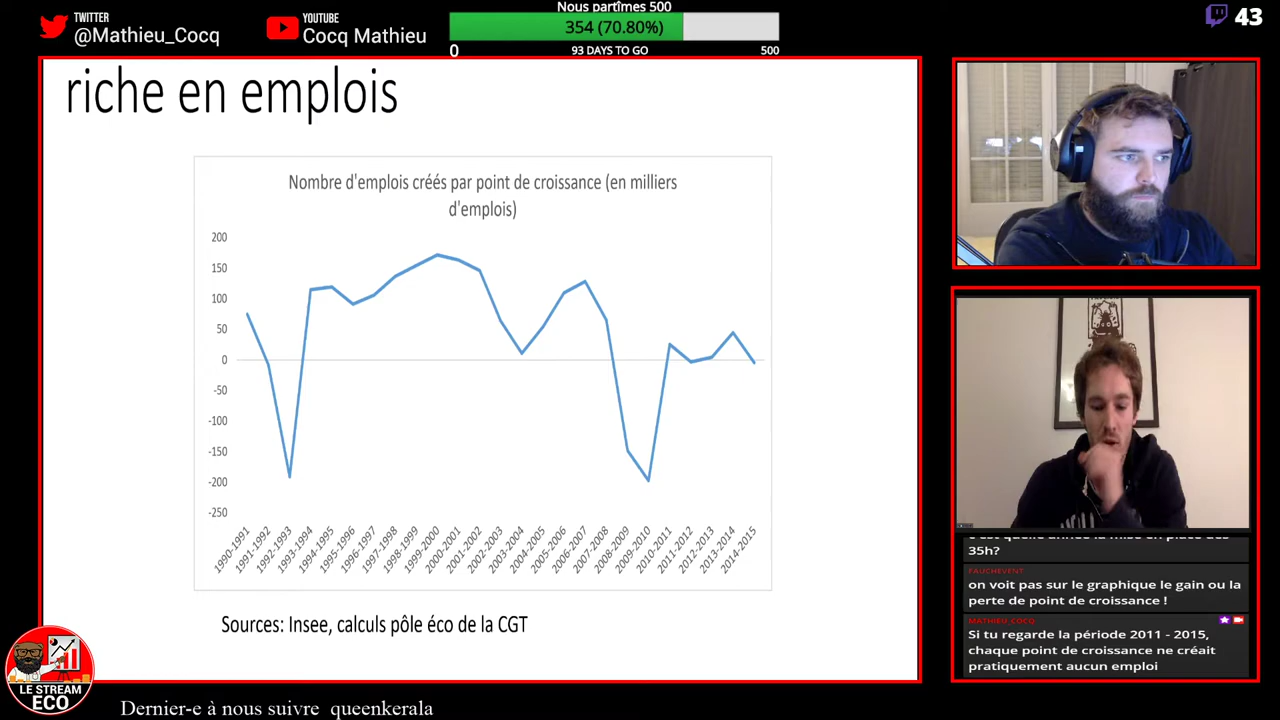 TWITTER
@Mathieu_Cocq
YOUTUBE
Cocq Mathieu
Nous partîmes 500
354 (70.80%)
0
93 DAYS TO GO
500
43
riche en emplois
Nombre d'emplois créés par point de croissance (en milliers
d'emplois)
200
150
100
50
0
-50
-100
-150
-200
-250
1990-1991
1991-1992
1992-1993
1993-1994
1994-1995
1995-1996
1996-1997
1997-1998
1998-1999
1999-2000
2000-2001
2001-2002
2002-2003
2003-2004
2004-2005
2005-2006
2006-2007
2007-2008
2008-2009
2009-2010
2010-2011
2011-2012
2012-2013
2013-2014
2014-2015
Sources: Insee, calculs pôle éco de la CGT
35h?
FAUCHEVENT
on voit pas sur le graphique le gain ou la
perte de point de croissance !
MATHIEU_COCQ
Si tu regarde la période 2011 - 2015,
chaque point de croissance ne créait
pratiquement aucun emploi
LE STREAM
ECO
Dernier-e à nous suivre queenkerala